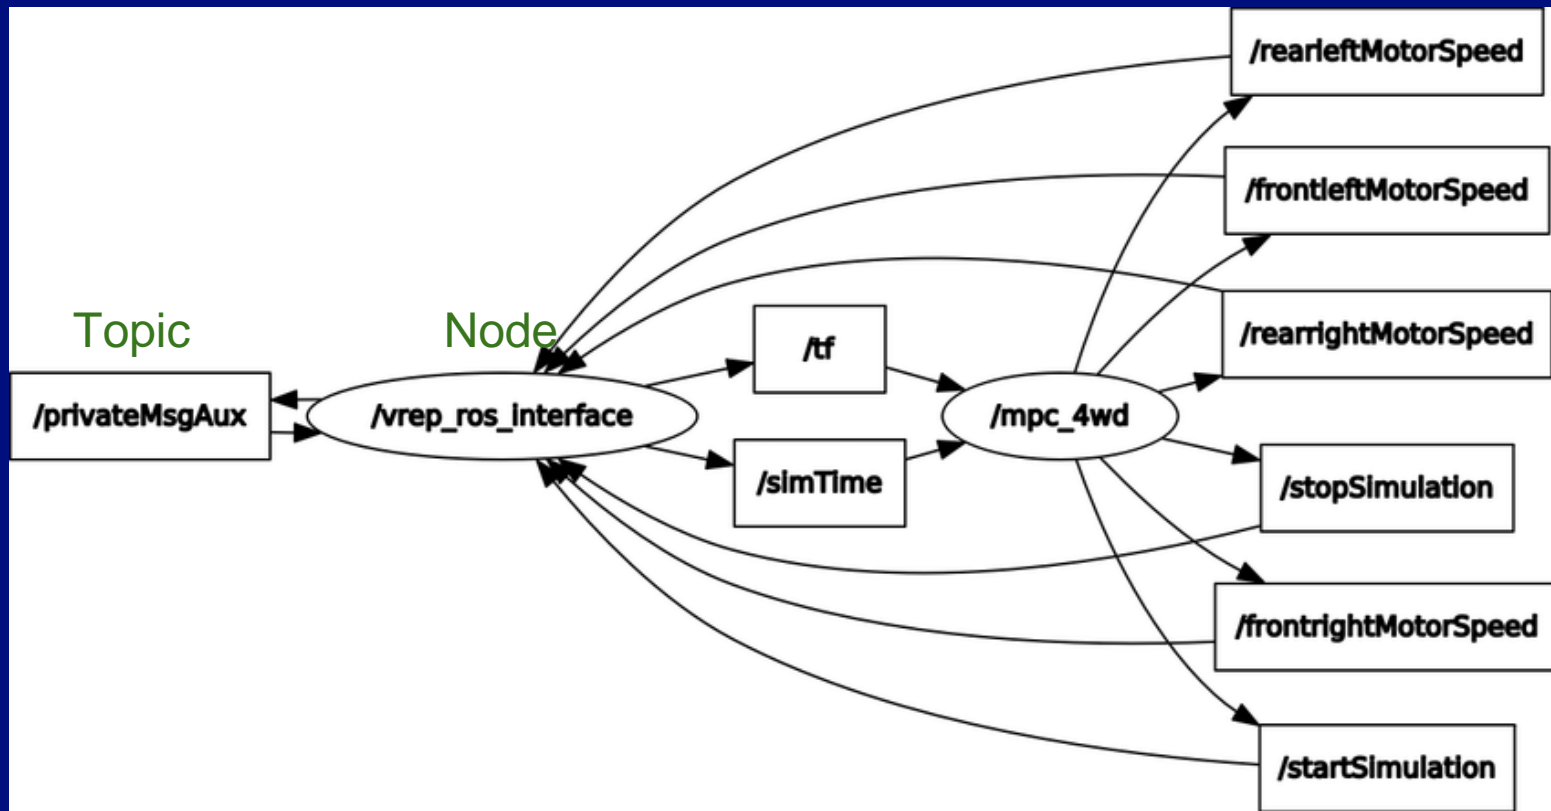 /rearleftMotorSpeed
/frontleftMotorSpeed
Topic
Node
/tf
/rearrightMotorSpeed
/privateMsgAux
/vrep_ros_interface
/mpc_4wd
/simTime
/stopSimulation
/frontrightMotorSpeed
/startSimulation